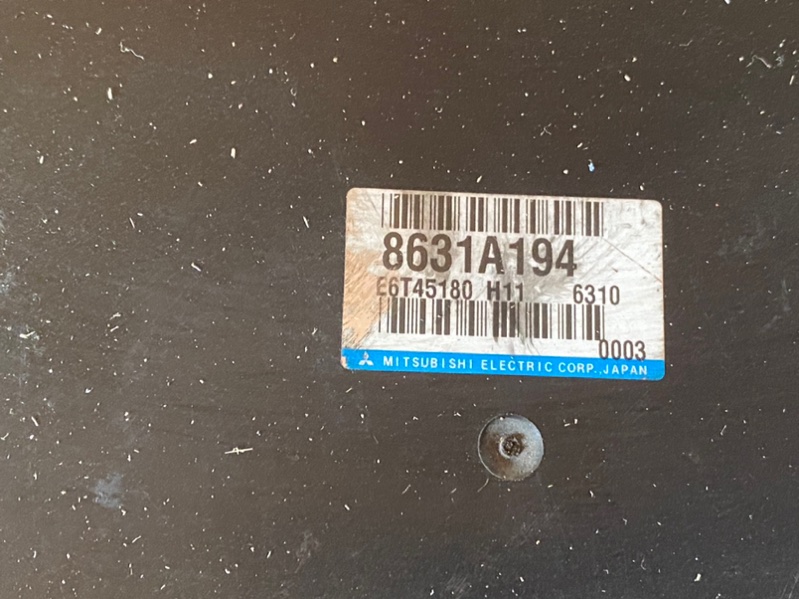 8631A194
E6T45180 H11 6310
0003
MITSUBISHI ELECTRIC CORP., JAPAN